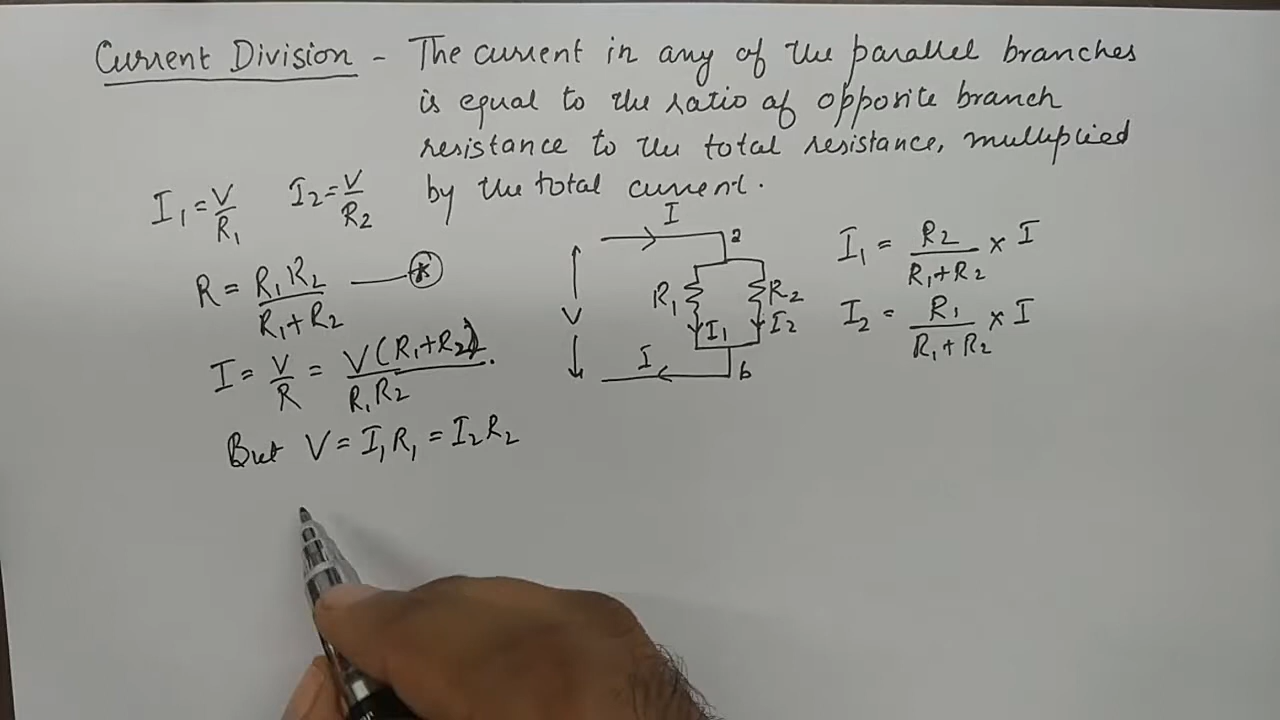 Current Division - The current in any of the parallel branches
is equal to the ratio of opposite branch
resistance to the total resistance, multiplied
by the total current.
I₁ = V/R₁ I₂ = V/R₂
R = R₁R₂/(R₁+R₂) — *
I = V/R = V(R₁+R₂)/R₁R₂.
But V = I₁R₁ = I₂R₂
I
a
R₁ R₂
V
I₁ I₂
I
b
I₁ = R₂/(R₁+R₂) × I
I₂ = R₁/(R₁+R₂) × I